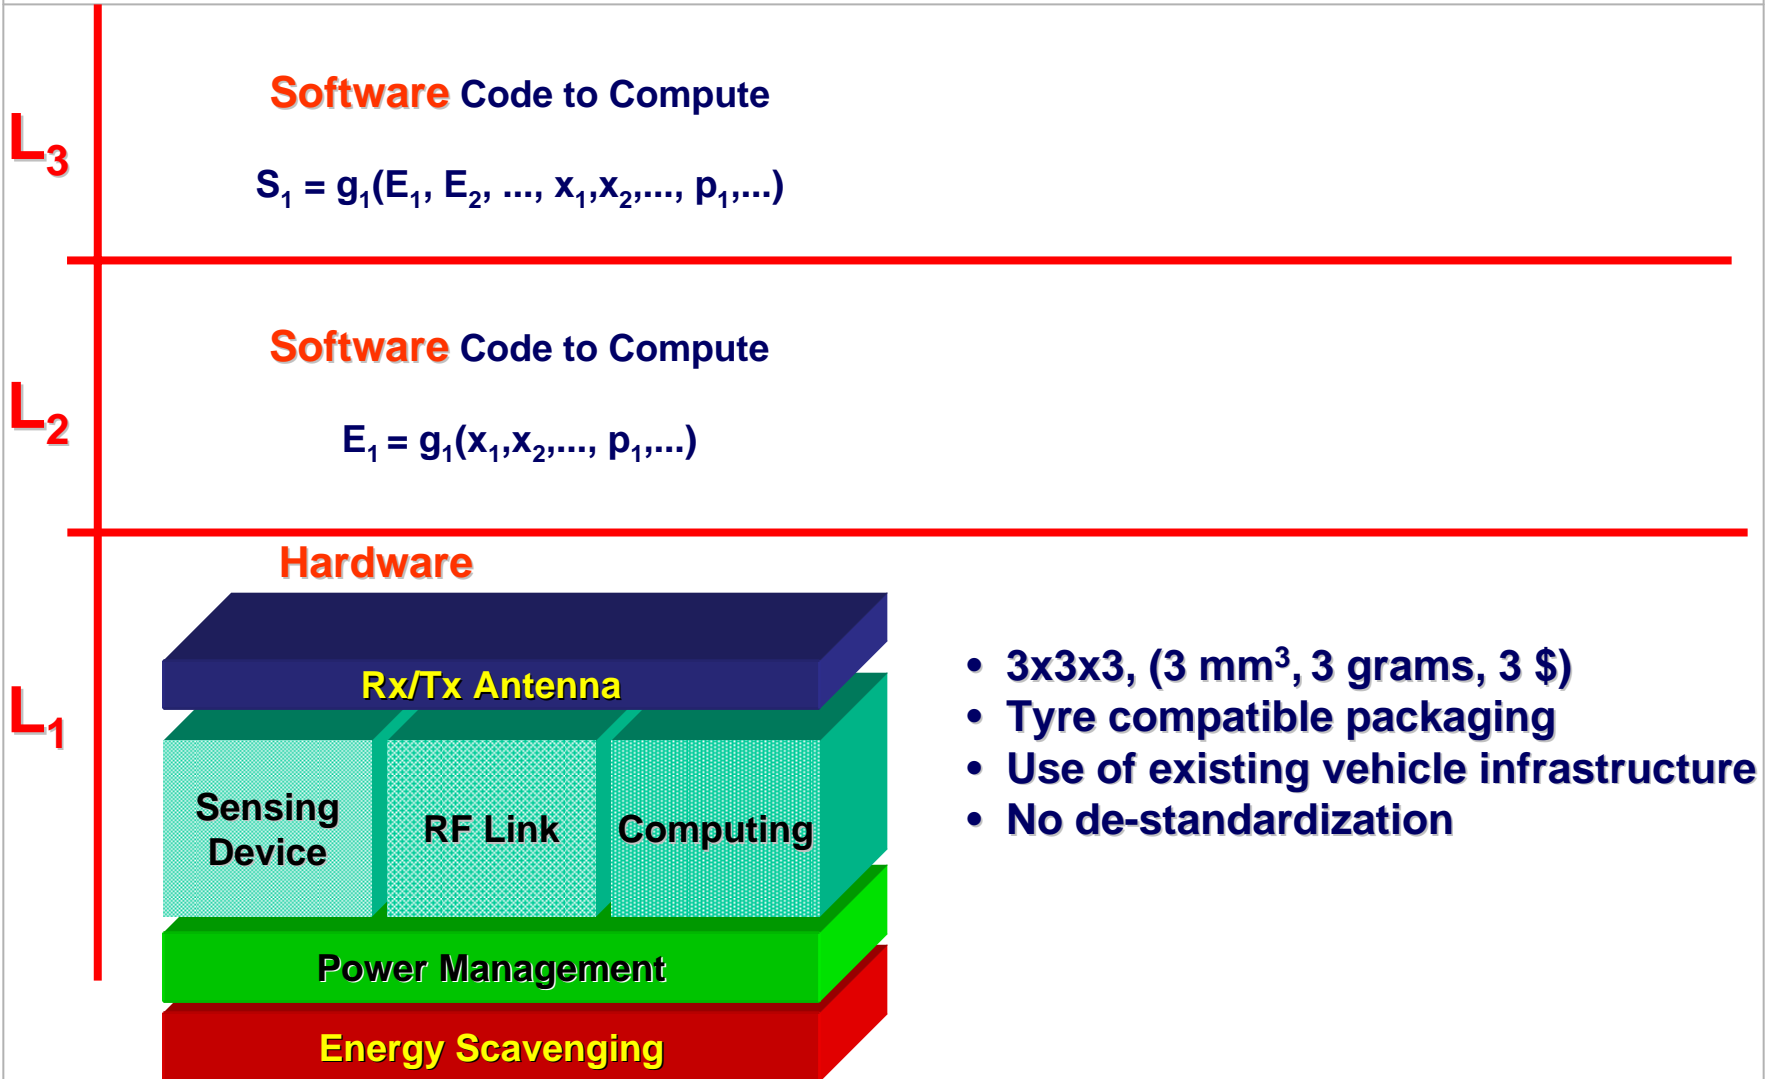 L₃
Software Code to Compute
S₁ = g₁(E₁, E₂, ..., x₁,x₂,..., p₁,...)
L₂
Software Code to Compute
E₁ = g₁(x₁,x₂,..., p₁,...)
L₁
Hardware
Rx/Tx Antenna
Sensing
Device
RF Link
Computing
Power Management
Energy Scavenging
• 3x3x3, (3 mm³, 3 grams, 3 $)
• Tyre compatible packaging
• Use of existing vehicle infrastructure
• No de-standardization